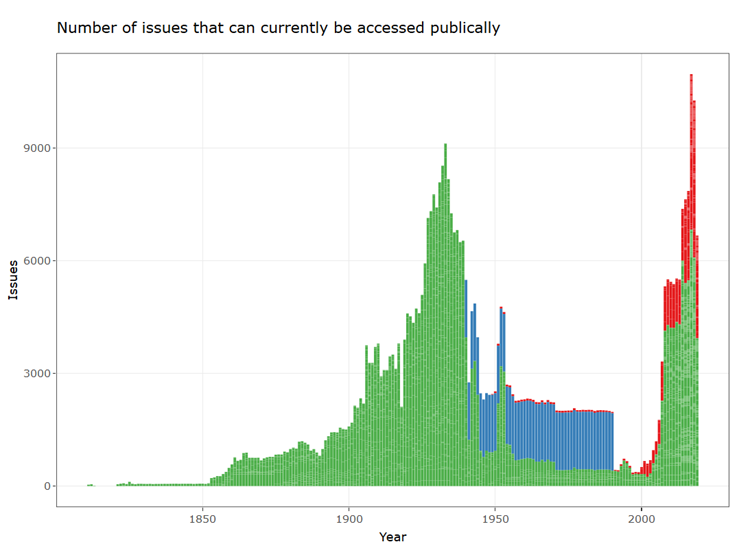 Number of issues that can currently be accessed publically
Issues
9000
6000
3000
0
1850
1900
1950
2000
Year